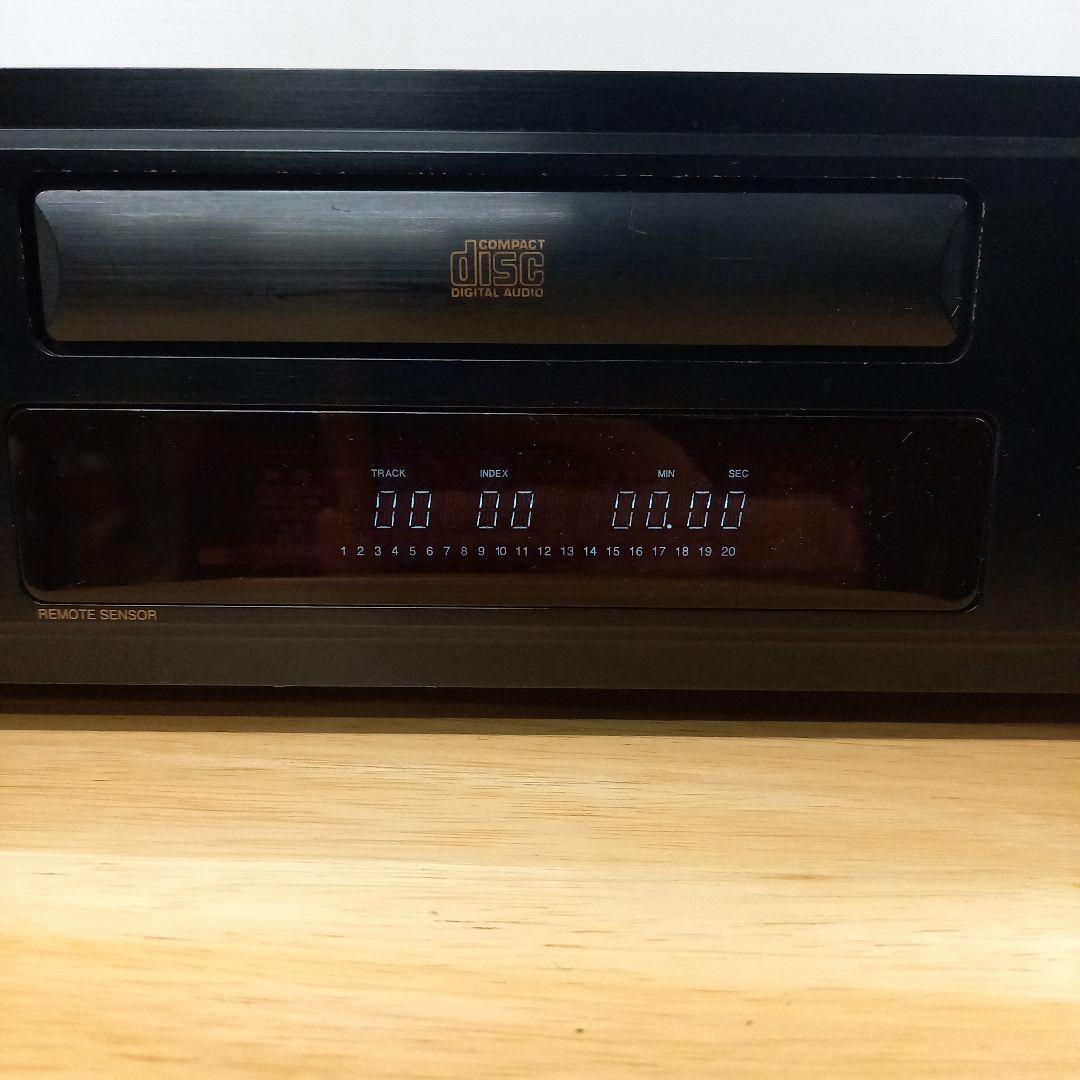 COMPACT
disc
DIGITAL AUDIO
TRACK INDEX MIN SEC
00 00 00.00
1 2 3 4 5 6 7 8 9 10 11 12 13 14 15 16 17 18 19 20
REMOTE SENSOR